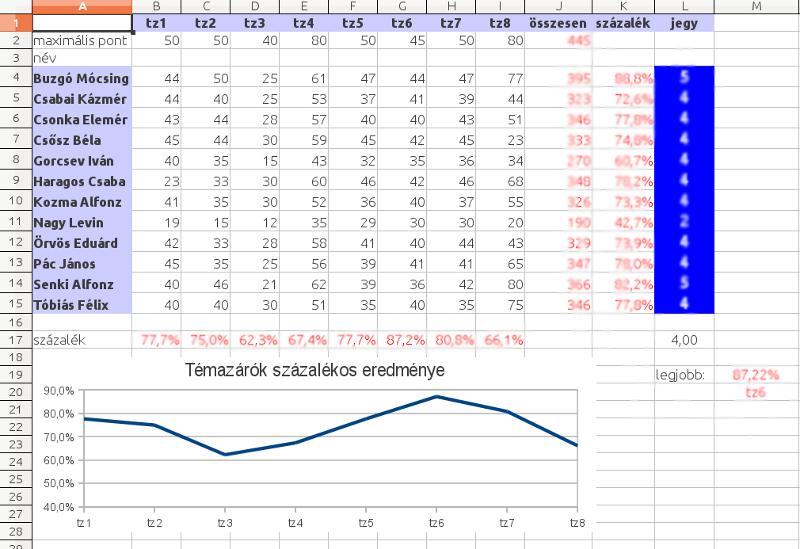 A B C D E F G H I J K L M
1 tz1 tz2 tz3 tz4 tz5 tz6 tz7 tz8 összesen százalék jegy
2 maximális pont 50 50 40 80 50 45 50 80 445
3 név
4 Buzgó Mócsing 44 50 25 61 47 44 47 77 395 88,8% 5
5 Csabai Kázmér 44 40 25 53 37 41 39 44 323 72,6% 4
6 Csonka Elemér 43 44 28 57 40 40 43 51 346 77,8% 4
7 Csősz Béla 45 44 30 59 45 42 45 23 333 74,8% 4
8 Gorcsev Iván 40 35 15 43 32 35 36 34 270 60,7% 4
9 Haragos Csaba 23 33 30 60 46 42 46 68 348 78,2% 4
10 Kozma Alfonz 41 35 30 52 36 40 37 55 326 73,3% 4
11 Nagy Levin 19 15 12 35 29 30 30 20 190 42,7% 2
12 Örvös Eduárd 42 33 28 58 41 40 44 43 329 73,9% 4
13 Pác János 45 35 25 56 39 41 41 65 347 78,0% 4
14 Senki Alfonz 40 46 21 62 39 36 42 80 366 82,2% 5
15 Tóbiás Félix 40 40 30 51 35 40 35 75 346 77,8% 4
16
17 százalék 77,7% 75,0% 62,3% 67,4% 77,7% 87,2% 80,8% 66,1% 4,00
18
Témazárók százalékos eredménye
19 legjobb: 87,22%
20 tz6
21
22
23
24
25
26
27
28
29
90,0%
80,0%
70,0%
60,0%
50,0%
40,0%
tz1 tz2 tz3 tz4 tz5 tz6 tz7 tz8